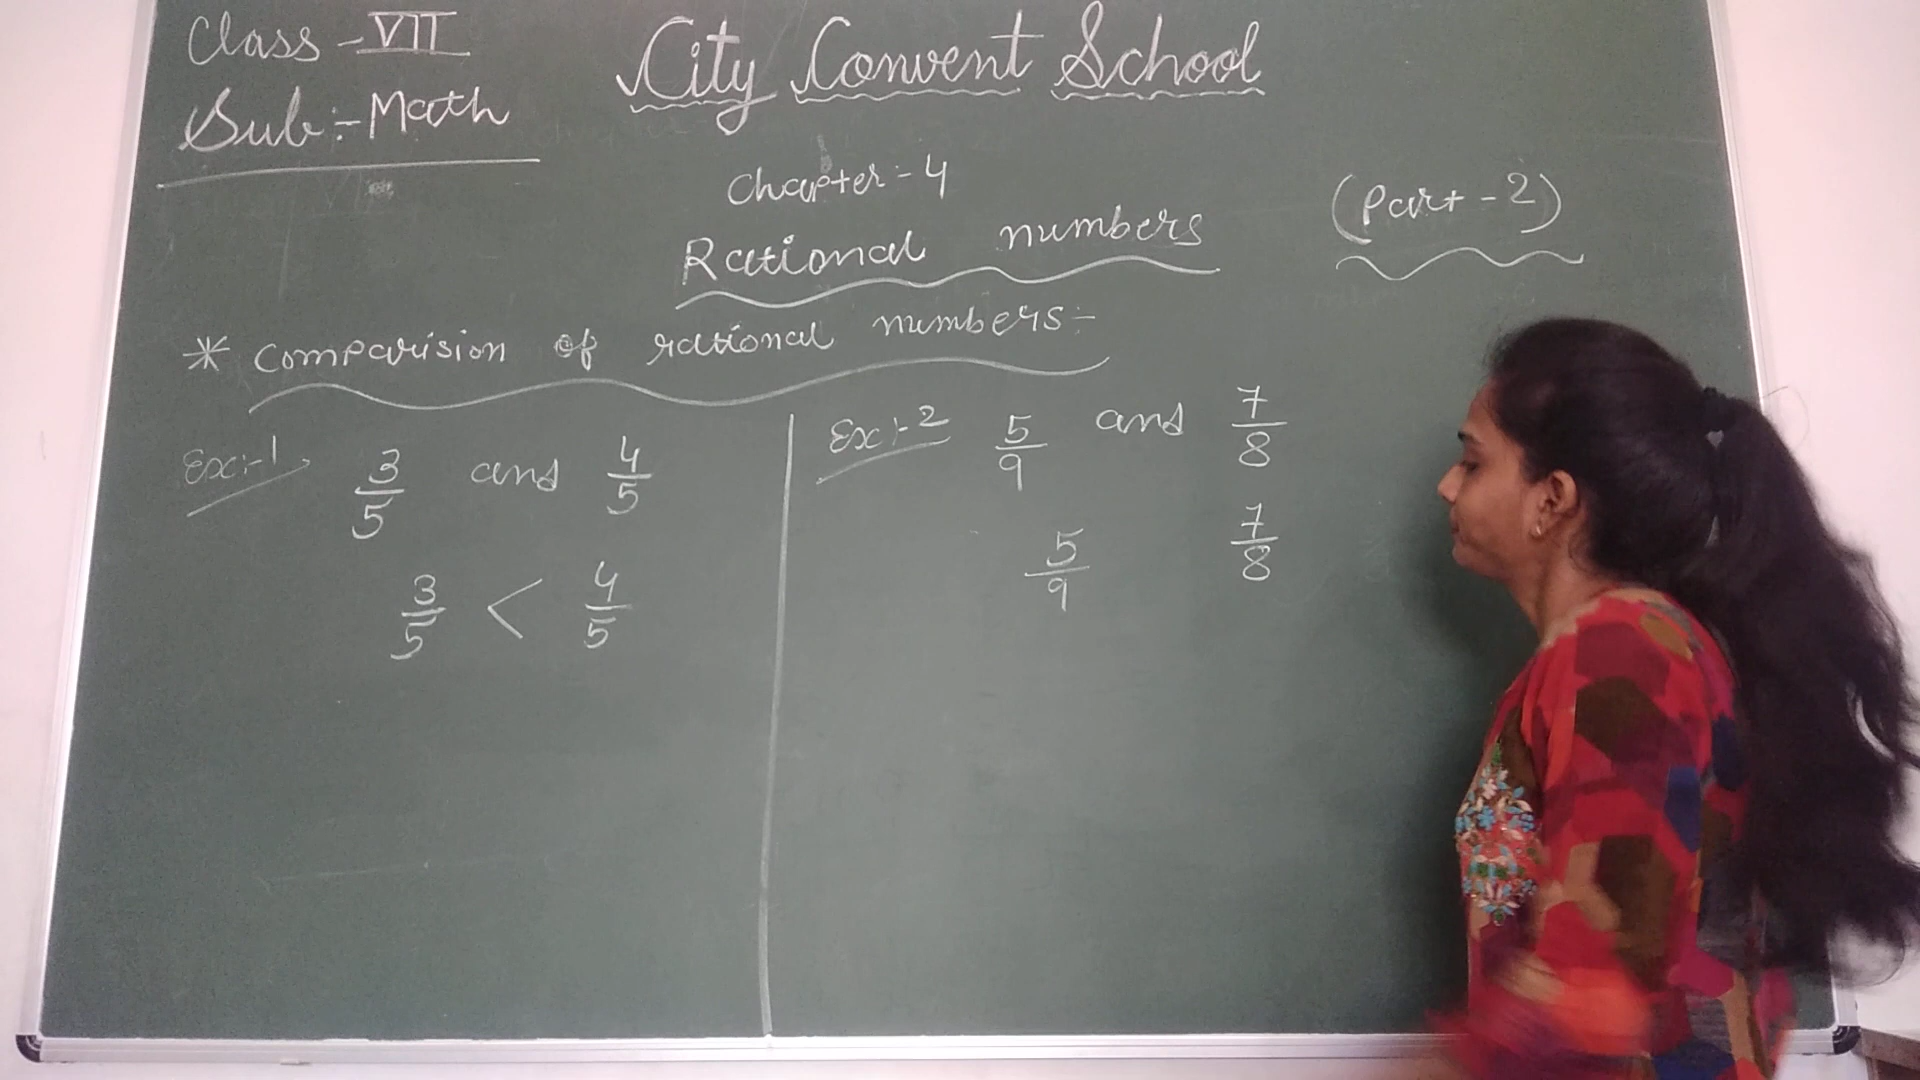 Class - VII
Sub :- Math
City Convent School
Chapter - 4
Rational numbers
(Part - 2)
* Comparision of rational numbers :-
Ex:-1 3/5 and 4/5
3/5 < 4/5
Ex:-2 5/9 and 7/8
5/9 7/8